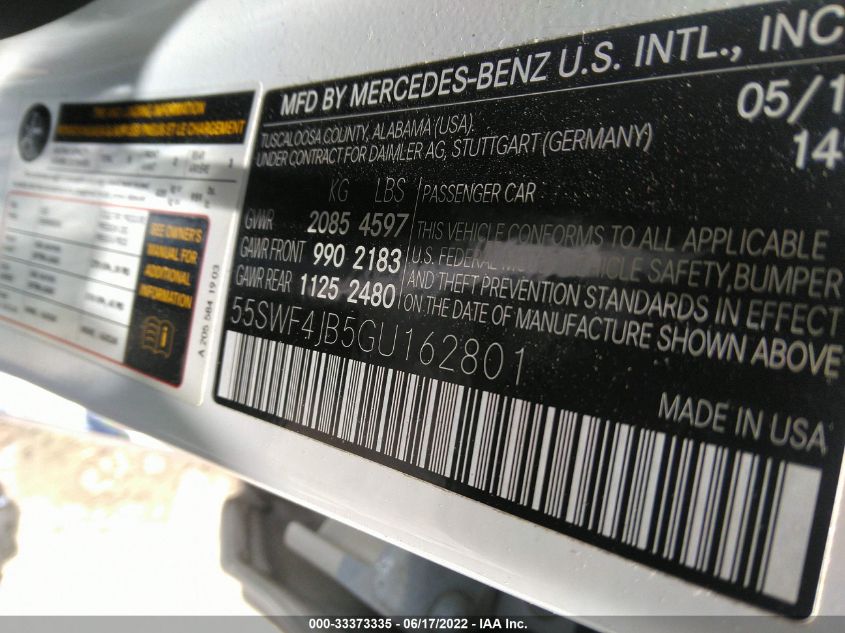 MFD BY MERCEDES-BENZ U.S. INTL., INC
TUSCALOOSA COUNTY, ALABAMA (USA).
UNDER CONTRACT FOR DAIMLER AG, STUTTGART (GERMANY)
05/1
14
KG LBS
GVWR 2085 4597
GAWR FRONT 990 2183
GAWR REAR 1125 2480
PASSENGER CAR
THIS VEHICLE CONFORMS TO ALL APPLICABLE
U.S. FEDERAL VEHICLE SAFETY, BUMPER
AND THEFT PREVENTION STANDARDS IN EFFECT
ON THE DATE OF MANUFACTURE SHOWN ABOVE
55SWF4JB5GU162801
MADE IN USA
SEE OWNER'S
MANUAL FOR
ADDITIONAL
INFORMATION
A 205 584 19 03
000-33373335 - 06/17/2022 - IAA Inc.